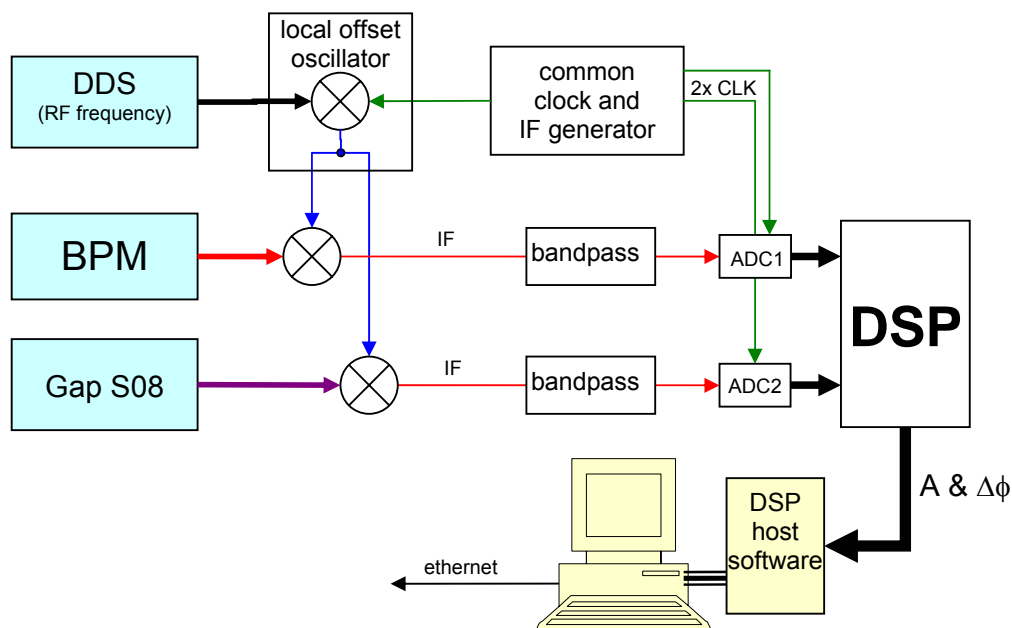 local offset
oscillator
DDS
(RF frequency)
common
clock and
IF generator
2x CLK
BPM
IF
bandpass
ADC1
DSP
Gap S08
IF
bandpass
ADC2
A & Δϕ
DSP
host
software
ethernet